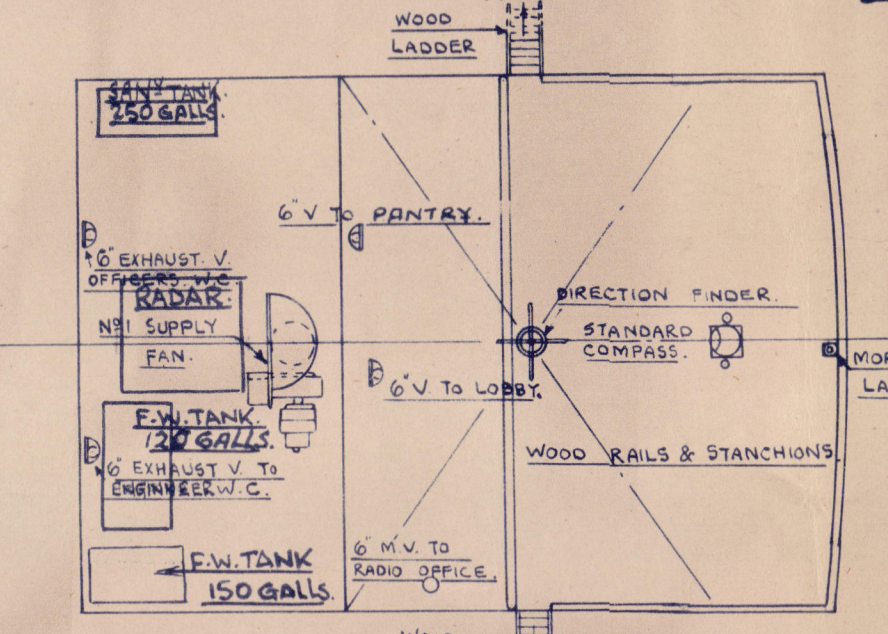 WOOD
LADDER
SANY TANK
250 GALLS.
6" V TO PANTRY.
6" EXHAUST. V.
OFFICERS. W.C.
RADAR.
Nº1 SUPPLY
FAN.
DIRECTION FINDER.
STANDARD
COMPASS.
6" V. TO LOBBY.
F.W. TANK.
120 GALLS.
6" EXHAUST V. TO
ENGINEER W.C.
WOOD RAILS & STANCHIONS.
6" M.V. TO
RADIO OFFICE.
F.W. TANK
150 GALLS.